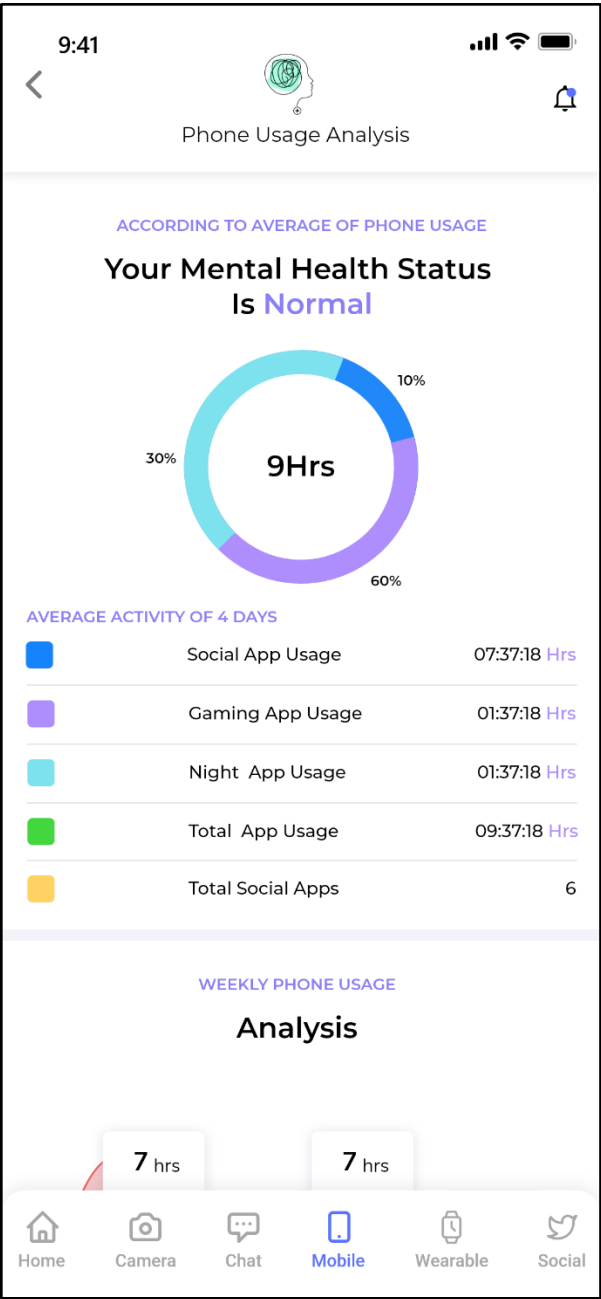 9:41
Phone Usage Analysis
ACCORDING TO AVERAGE OF PHONE USAGE
Your Mental Health Status
Is Normal
10%
30%
9Hrs
60%
AVERAGE ACTIVITY OF 4 DAYS
Social App Usage 07:37:18 Hrs
Gaming App Usage 01:37:18 Hrs
Night App Usage 01:37:18 Hrs
Total App Usage 09:37:18 Hrs
Total Social Apps 6
WEEKLY PHONE USAGE
Analysis
7 hrs 7 hrs
Home Camera Chat Mobile Wearable Social